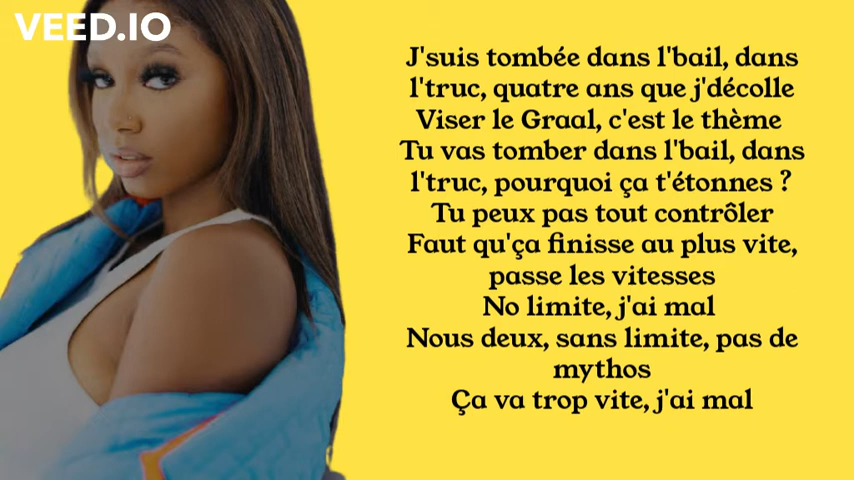 VEED.IO
J'suis tombée dans l'bail, dans
l'truc, quatre ans que j'décolle
Viser le Graal, c'est le thème
Tu vas tomber dans l'bail, dans
l'truc, pourquoi ça t'étonnes ?
Tu peux pas tout contrôler
Faut qu'ça finisse au plus vite,
passe les vitesses
No limite, j'ai mal
Nous deux, sans limite, pas de
mythos
Ça va trop vite, j'ai mal